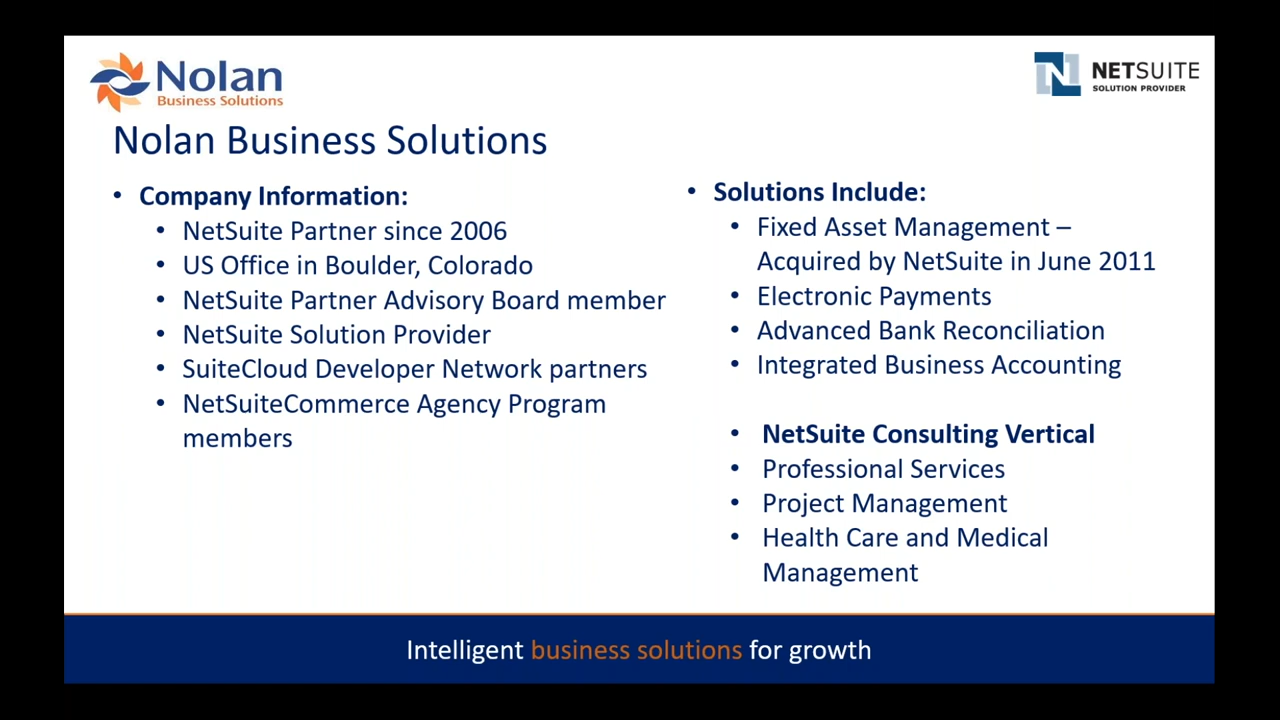 Nolan
Business Solutions
NETSUITE
SOLUTION PROVIDER
Nolan Business Solutions
• Company Information:
• NetSuite Partner since 2006
• US Office in Boulder, Colorado
• NetSuite Partner Advisory Board member
• NetSuite Solution Provider
• SuiteCloud Developer Network partners
• NetSuiteCommerce Agency Program
members
• Solutions Include:
• Fixed Asset Management –
Acquired by NetSuite in June 2011
• Electronic Payments
• Advanced Bank Reconciliation
• Integrated Business Accounting
• NetSuite Consulting Vertical
• Professional Services
• Project Management
• Health Care and Medical
Management
Intelligent business solutions for growth